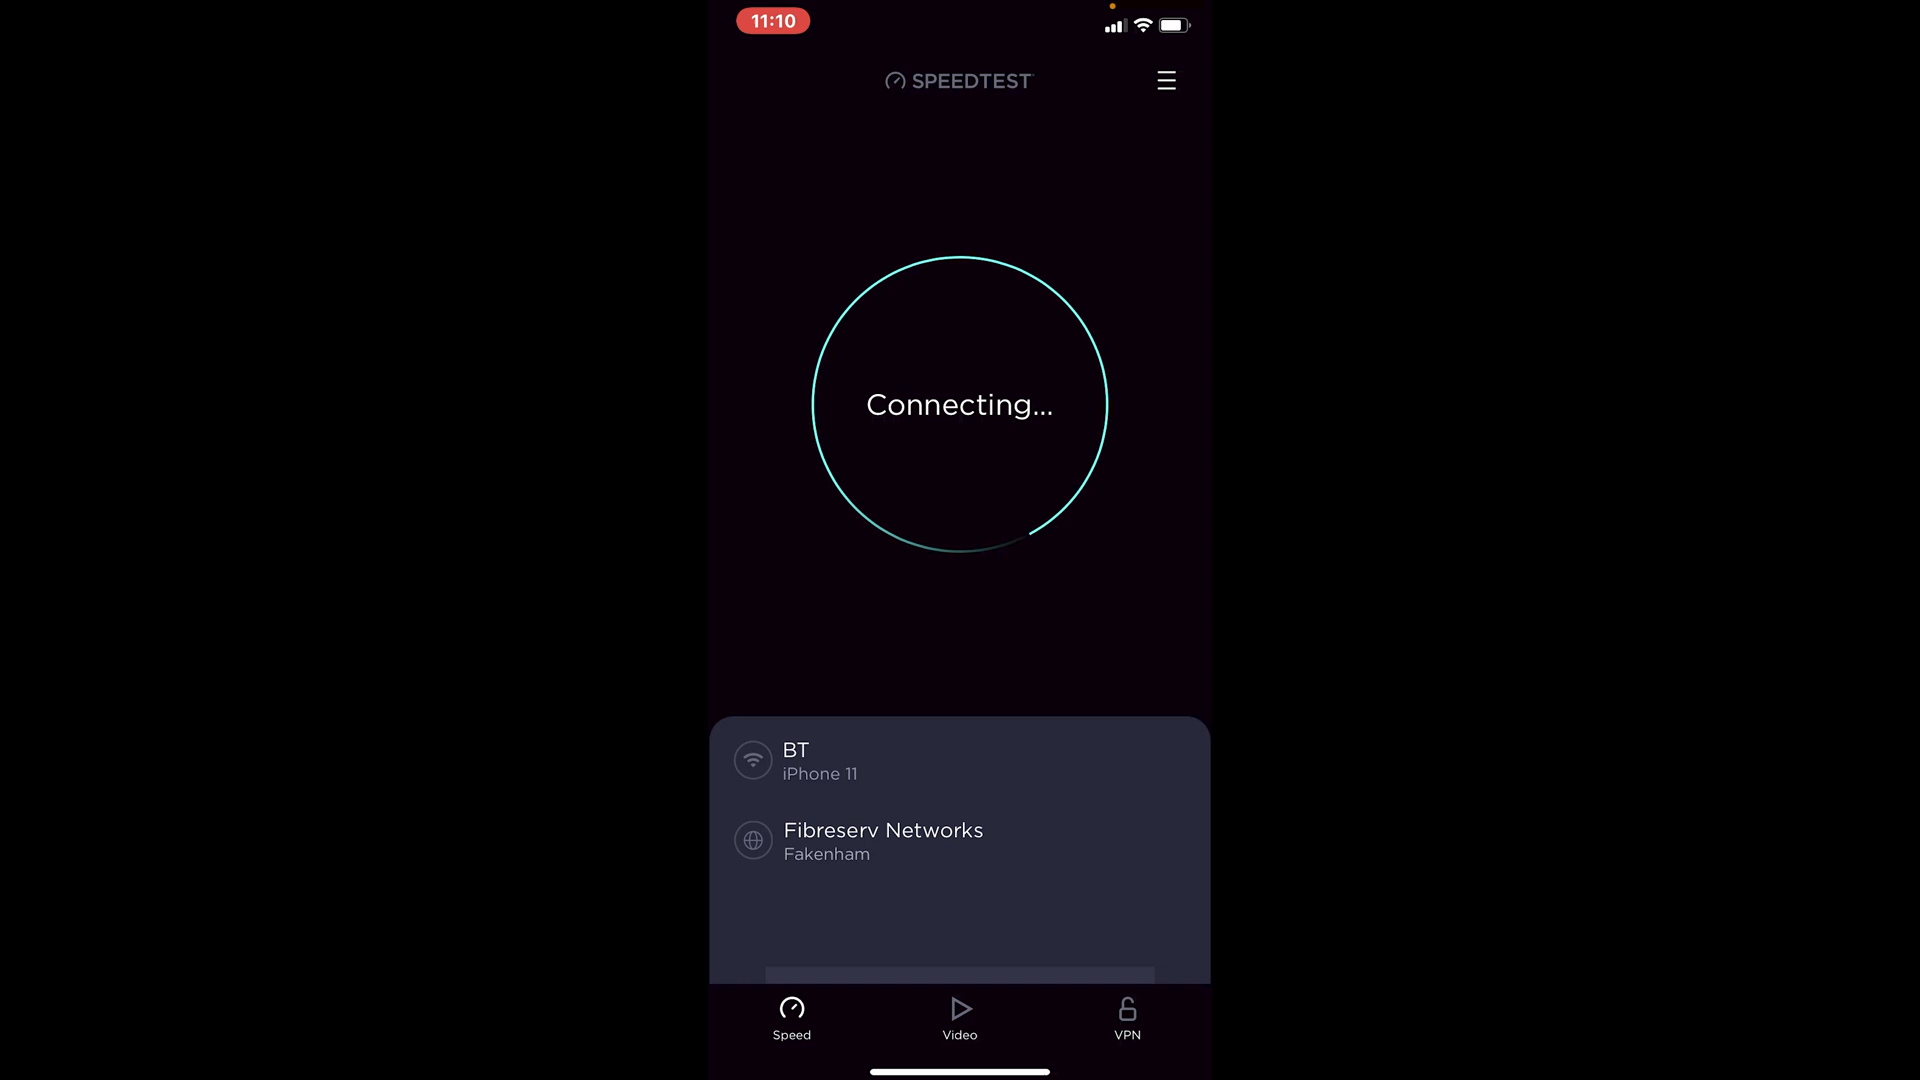 11:10
SPEEDTEST
Connecting...
BT
iPhone 11
Fibreserv Networks
Fakenham
Speed
Video
VPN